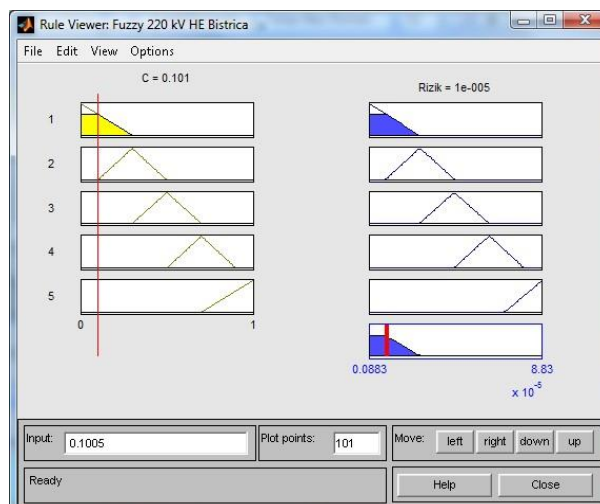 Rule Viewer: Fuzzy 220 kV HE Bistrica
File Edit View Options
C = 0.101
Rizik = 1e-005
1
2
3
4
5
0 1
0.0883 8.83
x 10-5
Input: 0.1005 Plot points: 101 Move: left right down up
Ready
Help Close